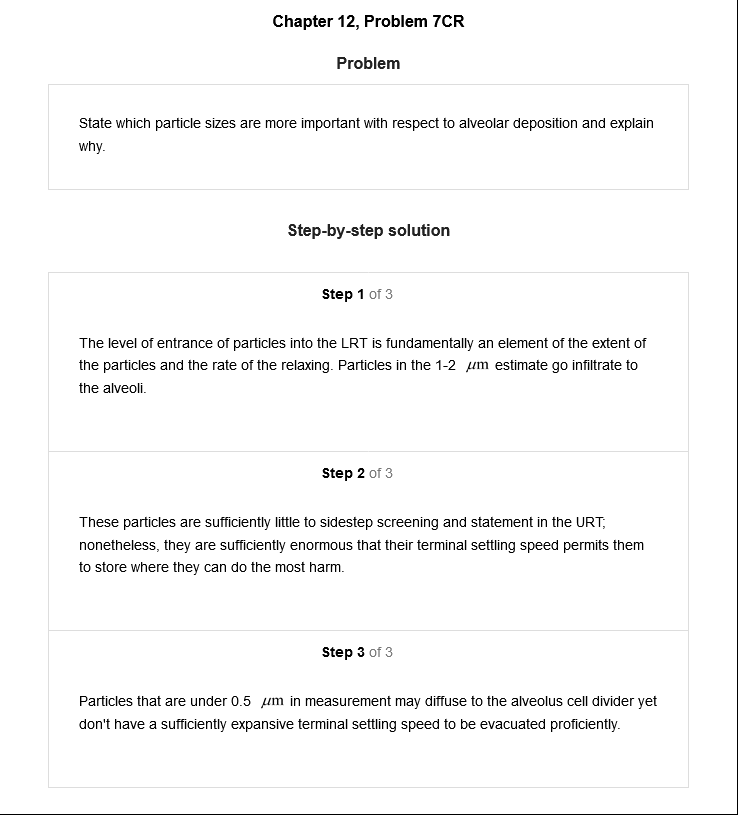 Chapter 12, Problem 7CR
Problem
State which particle sizes are more important with respect to alveolar deposition and explain
why.
Step-by-step solution
Step 1 of 3
The level of entrance of particles into the LRT is fundamentally an element of the extent of
the particles and the rate of the relaxing. Particles in the 1-2 μm estimate go infiltrate to
the alveoli.
Step 2 of 3
These particles are sufficiently little to sidestep screening and statement in the URT;
nonetheless, they are sufficiently enormous that their terminal settling speed permits them
to store where they can do the most harm.
Step 3 of 3
Particles that are under 0.5 μm in measurement may diffuse to the alveolus cell divider yet
don't have a sufficiently expansive terminal settling speed to be evacuated proficiently.